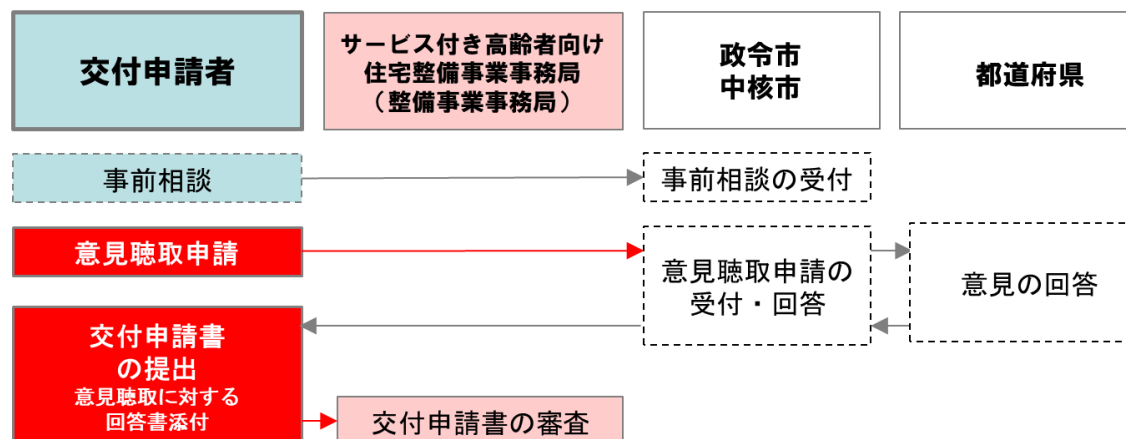 交付申請者
サービス付き高齢者向け
住宅整備事業事務局
（整備事業事務局）
政令市
中核市
都道府県
事前相談
事前相談の受付
意見聴取申請
意見聴取申請の
受付・回答
意見の回答
交付申請書
の提出
意見聴取に対する
回答書添付
交付申請書の審査